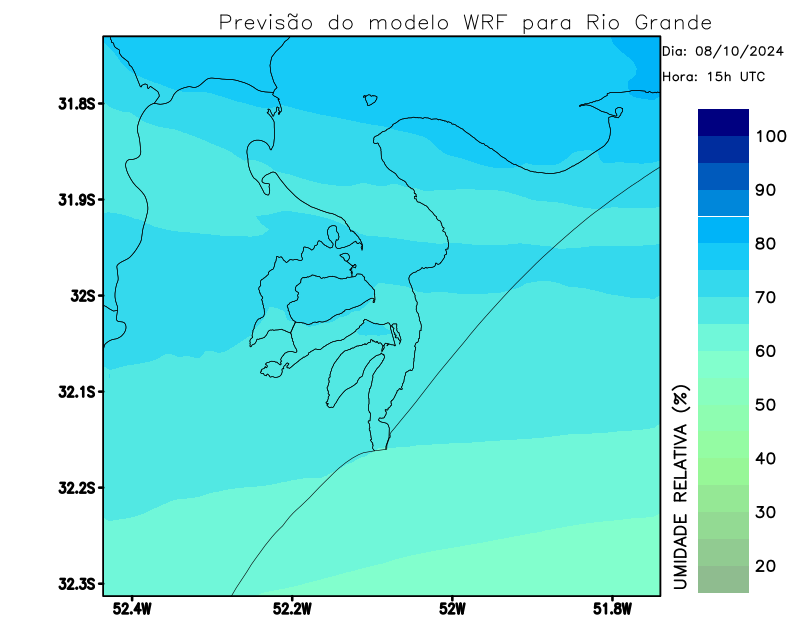 Previsão do modelo WRF para Rio Grande
Dia: 08/10/2024
Hora: 15h UTC
31.8S
31.9S
32S
32.1S
32.2S
32.3S
52.4W
52.2W
52W
51.8W
100
90
80
70
60
50
40
30
20
UMIDADE RELATIVA (%)